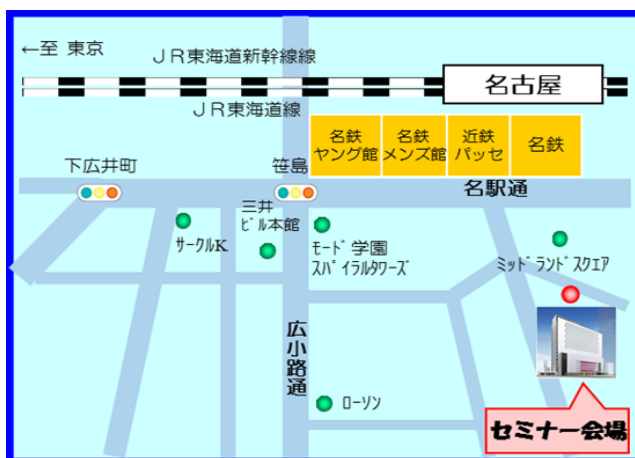 ←至 東京
ＪＲ東海道新幹線線
名古屋
ＪＲ東海道線
名鉄
ヤング館
名鉄
メンズ館
近鉄
パッセ
名鉄
下広井町
笹島
名駅通
サークルK
三井
ビル本館
モード学園
スパイラルタワーズ
ミッドランドスクエア
広小路通
ローソン
セミナー会場